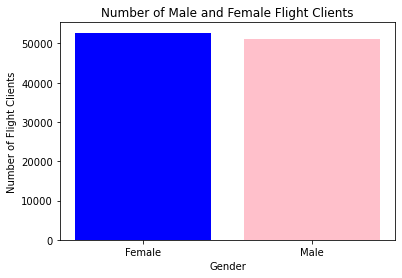 Number of Male and Female Flight Clients
Number of Flight Clients
50000
40000
30000
20000
10000
0
Female
Male
Gender